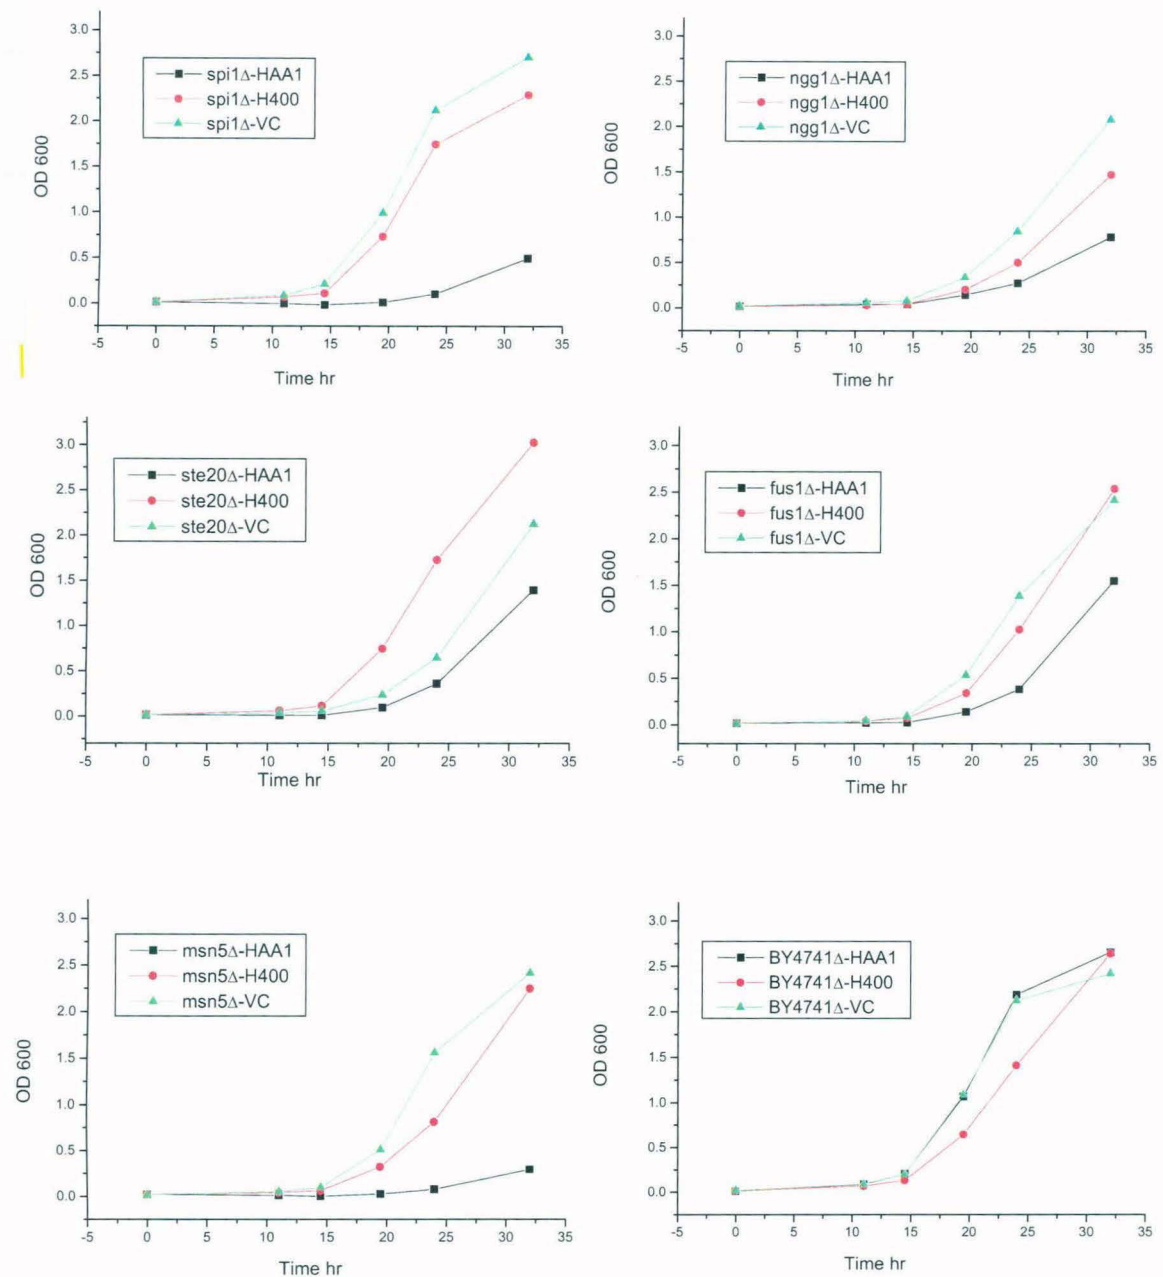 3.0
2.5
2.0
1.5
1.0
0.5
0.0
OD 600
spi1Δ-HAA1
spi1Δ-H400
spi1Δ-VC
-5 0 5 10 15 20 25 30 35
Time hr
3.0
2.5
2.0
1.5
1.0
0.5
0.0
OD 600
ngg1Δ-HAA1
ngg1Δ-H400
ngg1Δ-VC
-5 0 5 10 15 20 25 30 35
Time hr
3.0
2.5
2.0
1.5
1.0
0.5
0.0
OD 600
ste20Δ-HAA1
ste20Δ-H400
ste20Δ-VC
-5 0 5 10 15 20 25 30 35
Time hr
3.0
2.5
2.0
1.5
1.0
0.5
0.0
OD 600
fus1Δ-HAA1
fus1Δ-H400
fus1Δ-VC
-5 0 5 10 15 20 25 30 35
Time hr
3.0
2.5
2.0
1.5
1.0
0.5
0.0
OD 600
msn5Δ-HAA1
msn5Δ-H400
msn5Δ-VC
-5 0 5 10 15 20 25 30 35
Time hr
3.0
2.5
2.0
1.5
1.0
0.5
0.0
OD 600
BY4741Δ-HAA1
BY4741Δ-H400
BY4741Δ-VC
-5 0 5 10 15 20 25 30 35
Time hr